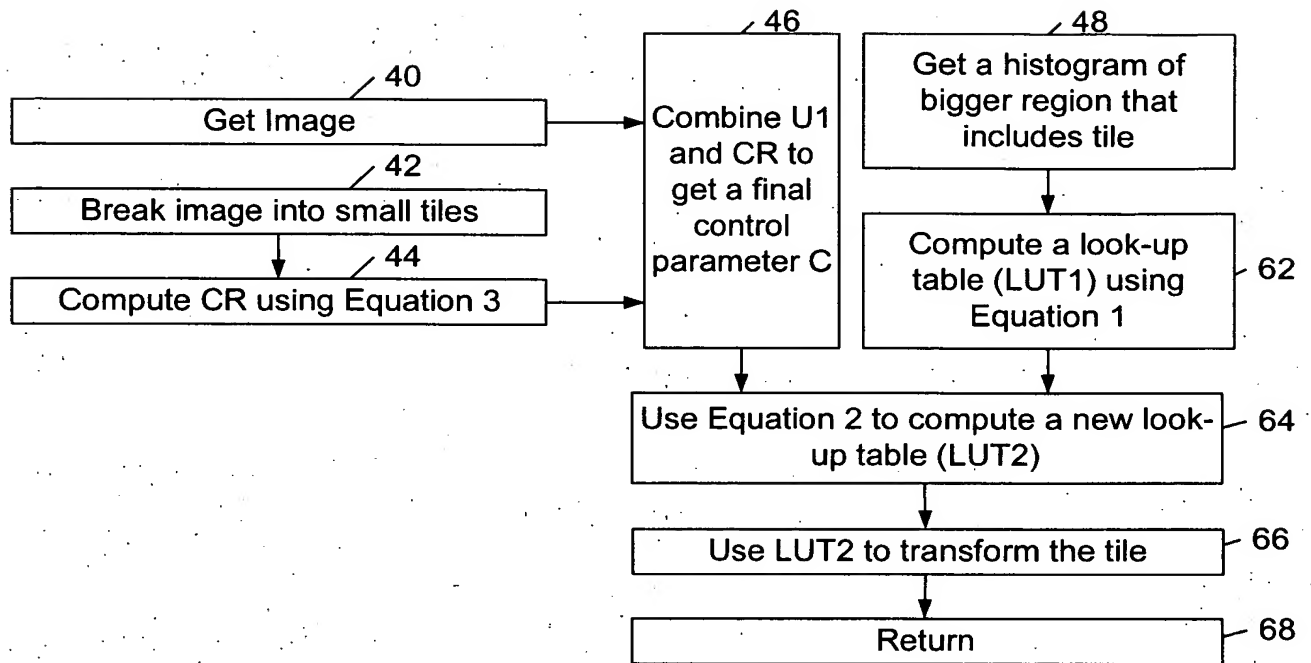 40
Get Image
42
Break image into small tiles
44
Compute CR using Equation 3
46
Combine U1
and CR to
get a final
control
parameter C
48
Get a histogram of
bigger region that
includes tile
Compute a look-up
table (LUT1) using
Equation 1
62
Use Equation 2 to compute a new look-
up table (LUT2)
64
Use LUT2 to transform the tile
66
Return
68